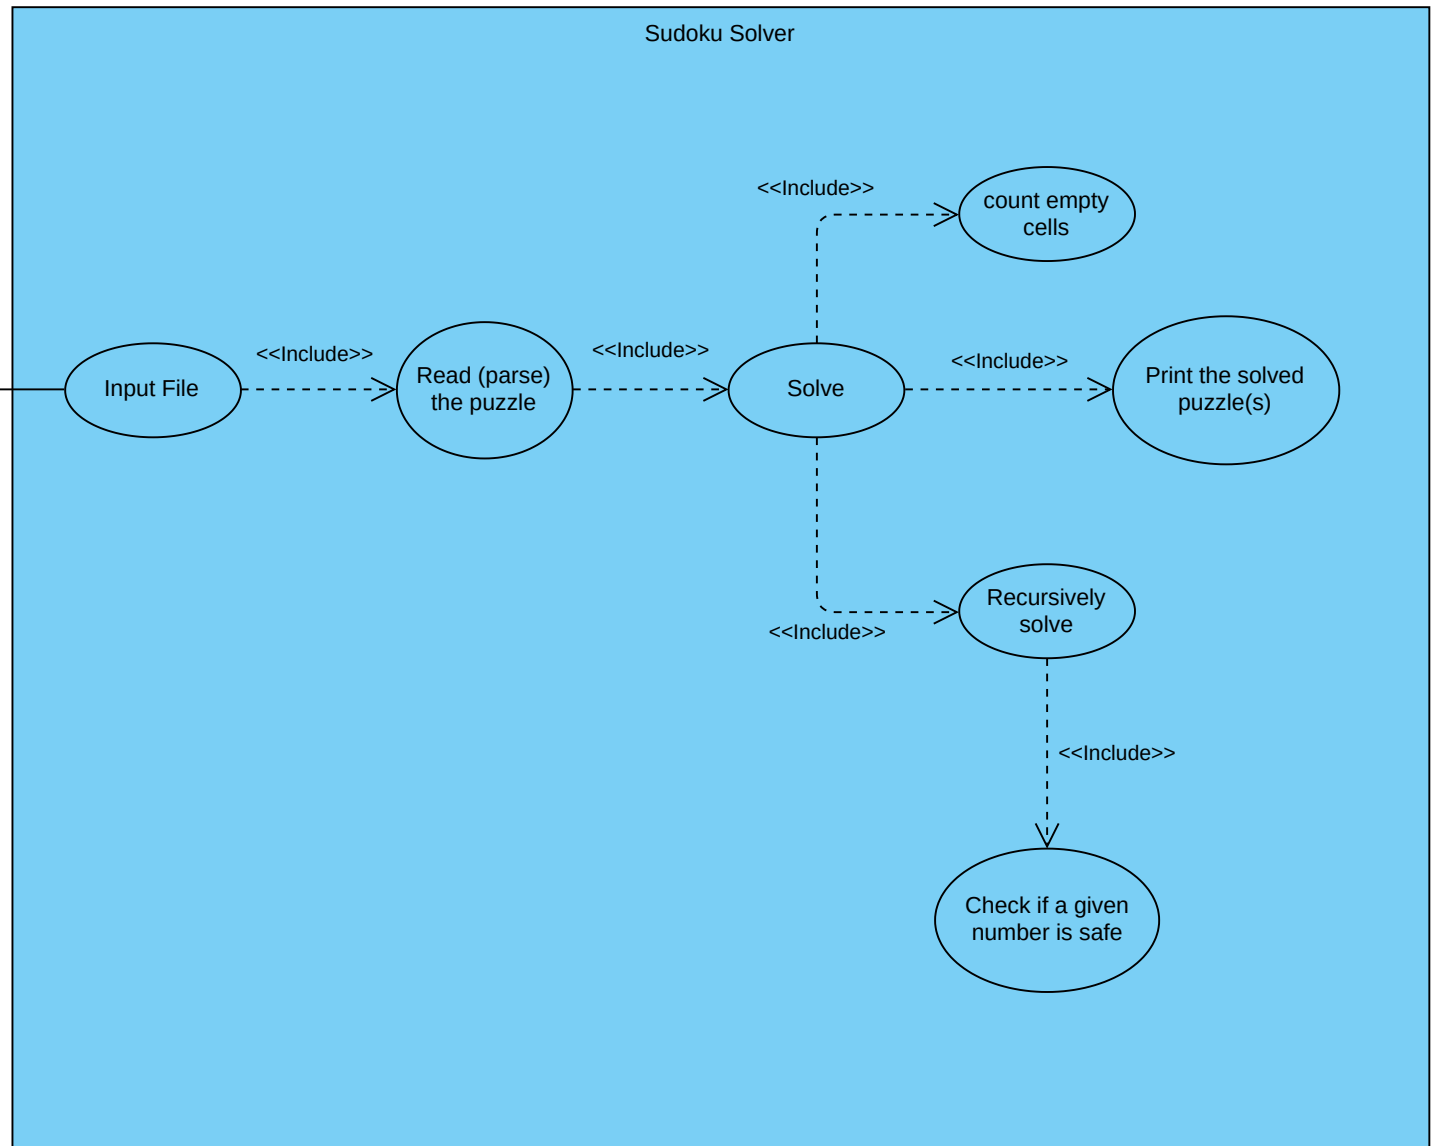 Sudoku Solver
<<Include>>
count empty
cells
<<Include>>
<<Include>>
<<Include>>
Input File
Read (parse)
the puzzle
Solve
Print the solved
puzzle(s)
Recursively
solve
<<Include>>
<<Include>>
Check if a given
number is safe